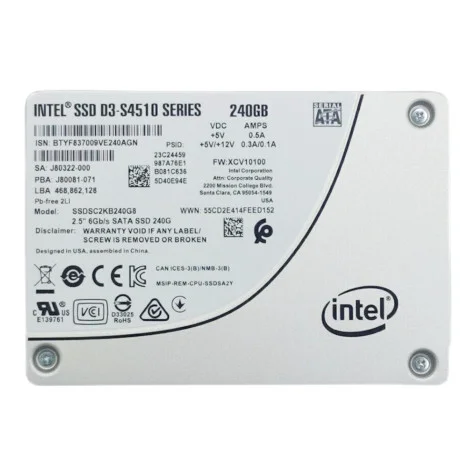 INTEL® SSD D3-S4510 SERIES 240GB
SERIAL ATA
VDC AMPS
+5V 0.5A
+5V/+12V 0.3A/0.1A
ISN: BTYF837009VE240AGN
PSID:
23C24459
987A76E1
B081C636
5D40E94E
FW:XCV10100
Intel Corporation
Attn: Corporate Quality
2200 Mission College Blvd.
Santa Clara, CA 95054-1549
USA
SA: J80322-000
PBA: J80081-071
LBA 468,862,128
Pb-free 2LI
Model: SSDSC2KB240G8
WWN: 55CD2E414FEED152
2.5" 6Gb/s SATA SSD 240G
Disclaimer: WARRANTY VOID IF ANY LABEL/
SCREW IS REMOVED OR BROKEN
Designed in USA, assembled in China.
CAN ICES-3(B)/NMB-3(B)
MSIP-REM-CPU-SSDSA2Y
E139761
VCI
D33025
RoHS
intel